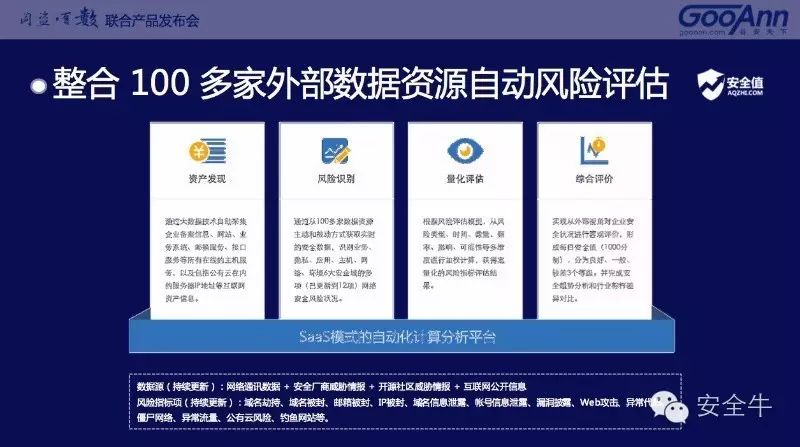 联合产品发布会
GooAnn
gooann.com 谷安天下
整合 100 多家外部数据资源自动风险评估
安全值
AQZHI.COM
资产发现
通过大数据技术自动采集
企业备案信息、网站、业
务系统、邮箱服务、接口
服务等所有在线的主机服
务，以及包括公有云在内
的服务器IP地址等互联网
资产信息。
风险识别
通过从100多家数据资源
主动和被动方式获取实时
的安全数据，识别业务、
隐私、应用、主机、网
络、环境6大安全域的多
项（已更新到12项）网络
安全风险状况。
量化评估
根据风险评估模型，从风
险类型、时间、数量、频
率、影响、可能性等多维
度进行加权计算，获得可
量化的风险指标评估结
果。
综合评价
实现从外部视角对企业安
全状况进行客观评价，形
成每日安全值（1000分
制），分为良好、一般、
较差3个等级。并完成安
全趋势分析和行业标杆差
异对比。
SaaS模式的自动化计算分析平台
数据源（持续更新）：网络通讯数据 + 安全厂商威胁情报 + 开源社区威胁情报 + 互联网公开信息
风险指标项（持续更新）：域名劫持、域名被封、邮箱被封、IP被封、域名信息泄露、帐号信息泄露、漏洞披露、Web攻击、异常代
僵尸网络、异常流量、公有云风险、钓鱼网站等。
安全牛